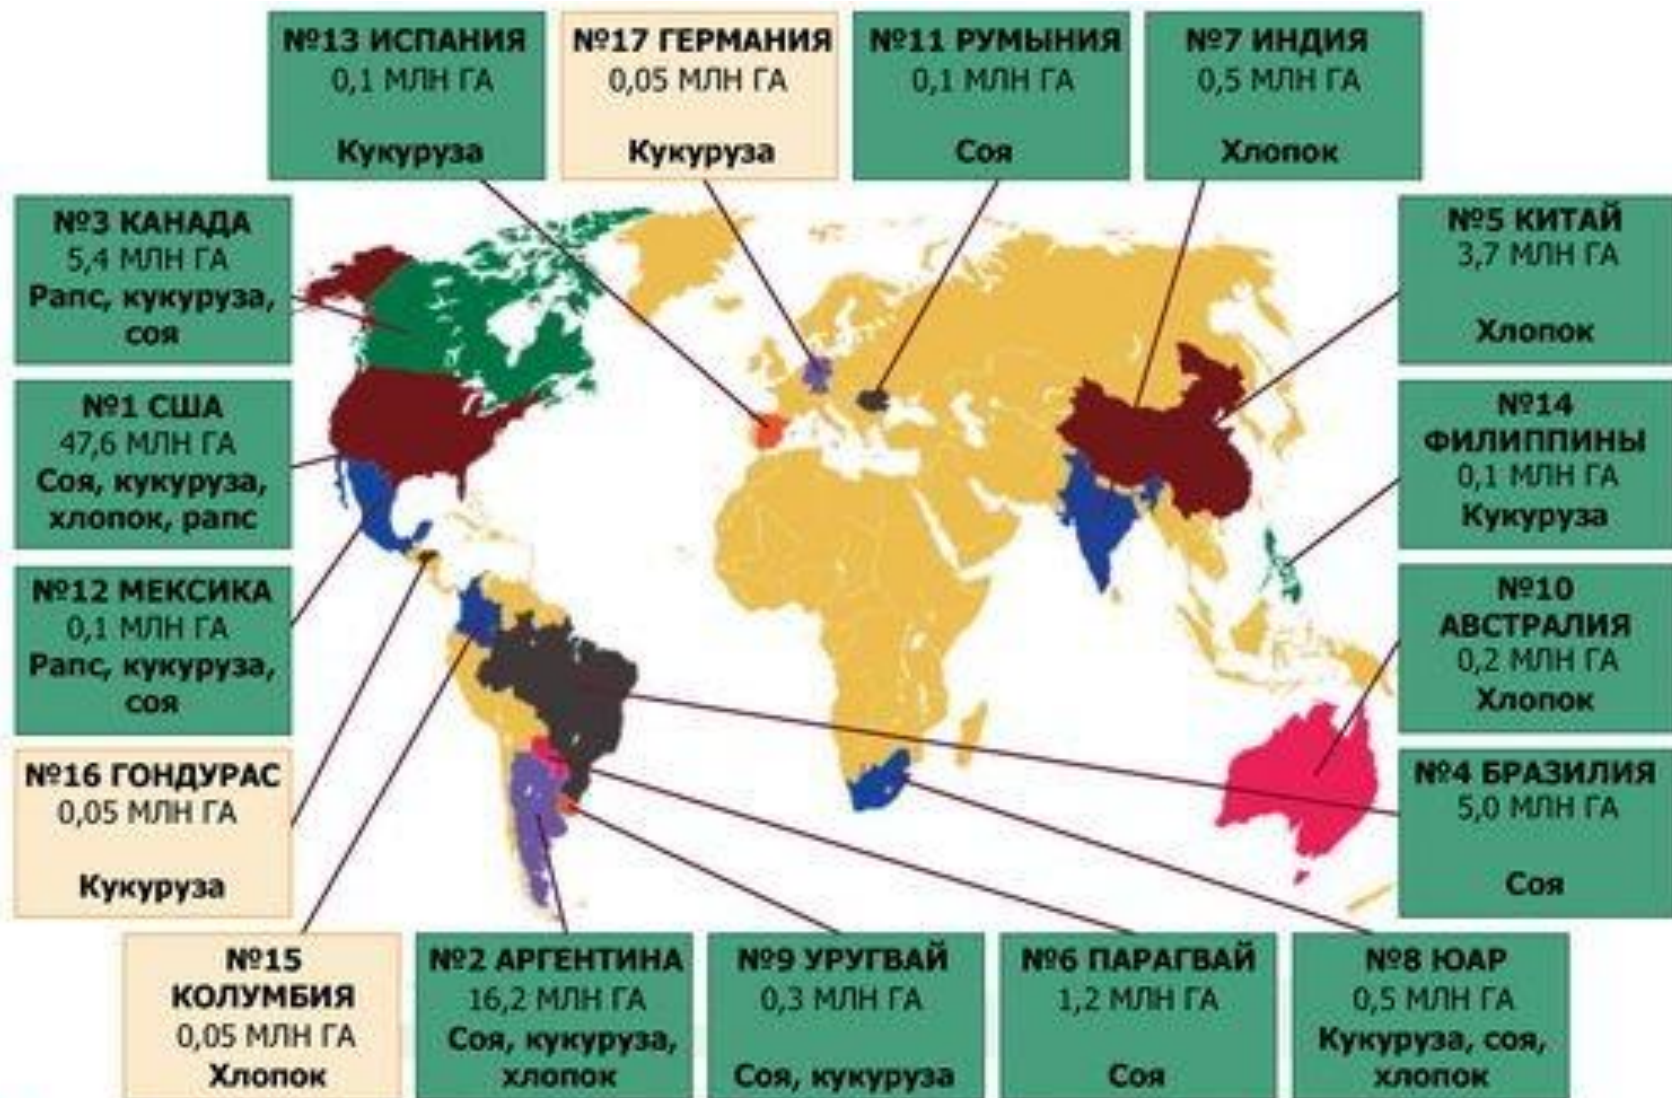 №13 ИСПАНИЯ
0,1 МЛН ГА
Кукуруза
№17 ГЕРМАНИЯ
0,05 МЛН ГА
Кукуруза
№11 РУМЫНИЯ
0,1 МЛН ГА
Соя
№7 ИНДИЯ
0,5 МЛН ГА
Хлопок
№3 КАНАДА
5,4 МЛН ГА
Рапс, кукуруза,
соя
№5 КИТАЙ
3,7 МЛН ГА
Хлопок
№1 США
47,6 МЛН ГА
Соя, кукуруза,
хлопок, рапс
№14
ФИЛИППИНЫ
0,1 МЛН ГА
Кукуруза
№12 МЕКСИКА
0,1 МЛН ГА
Рапс, кукуруза,
соя
№10
АВСТРАЛИЯ
0,2 МЛН ГА
Хлопок
№16 ГОНДУРАС
0,05 МЛН ГА
Кукуруза
№4 БРАЗИЛИЯ
5,0 МЛН ГА
Соя
№15
КОЛУМБИЯ
0,05 МЛН ГА
Хлопок
№2 АРГЕНТИНА
16,2 МЛН ГА
Соя, кукуруза,
хлопок
№9 УРУГВАЙ
0,3 МЛН ГА
Соя, кукуруза
№6 ПАРАГВАЙ
1,2 МЛН ГА
Соя
№8 ЮАР
0,5 МЛН ГА
Кукуруза, соя,
хлопок